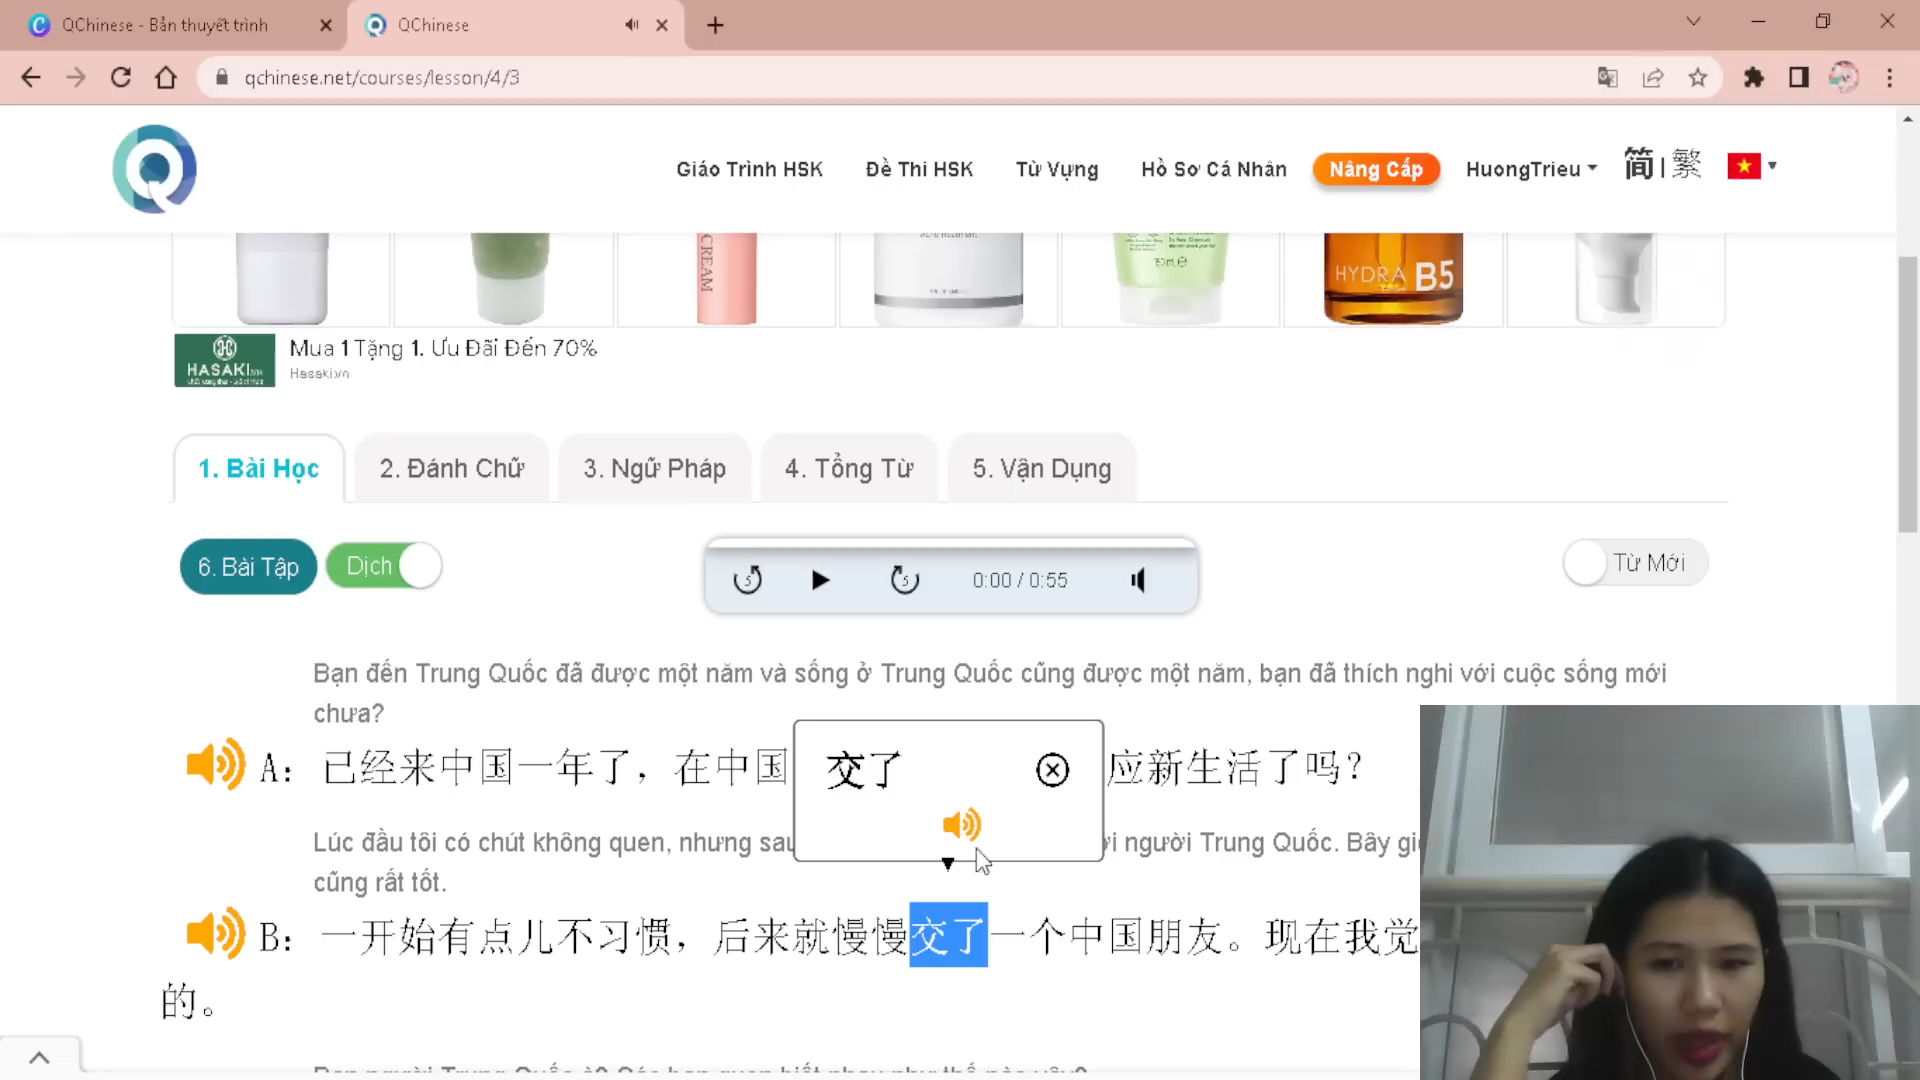 QChinese - Bản thuyết trình
QChinese
qchinese.net/courses/lesson/4/3
Giáo Trình HSK
Đề Thi HSK
Từ Vựng
Hồ Sơ Cá Nhân
Nâng Cấp
HuongTrieu
简 | 繁
CREAM
HYDRA B5
HASAKI
Mua 1 Tặng 1. Ưu Đãi Đến 70%
Hasaki.vn
1. Bài Học
2. Đánh Chữ
3. Ngữ Pháp
4. Tổng Từ
5. Vận Dụng
6. Bài Tập
Dịch
5
5
0:00 / 0:55
Từ Mới
Bạn đến Trung Quốc đã được một năm và sống ở Trung Quốc cũng được một năm, bạn đã thích nghi với cuộc sống mới
chưa?
A: 已经来中国一年了，在中国
交了
应新生活了吗？
Lúc đầu tôi có chút không quen, nhưng sau
người Trung Quốc. Bây
cũng rất tốt.
B: 一开始有点儿不习惯，后来就慢慢交了一个中国朋友。现在我觉
的。